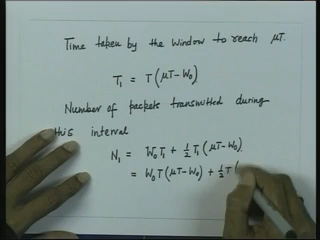 Time taken by the window to reach μT.
T₁ = T(μT-W₀)
Number of packets transmitted during
this interval
N₁ = W₀T₁ + ½T₁(μT-W₀)
= W₀T(μT-W₀) + ½T(